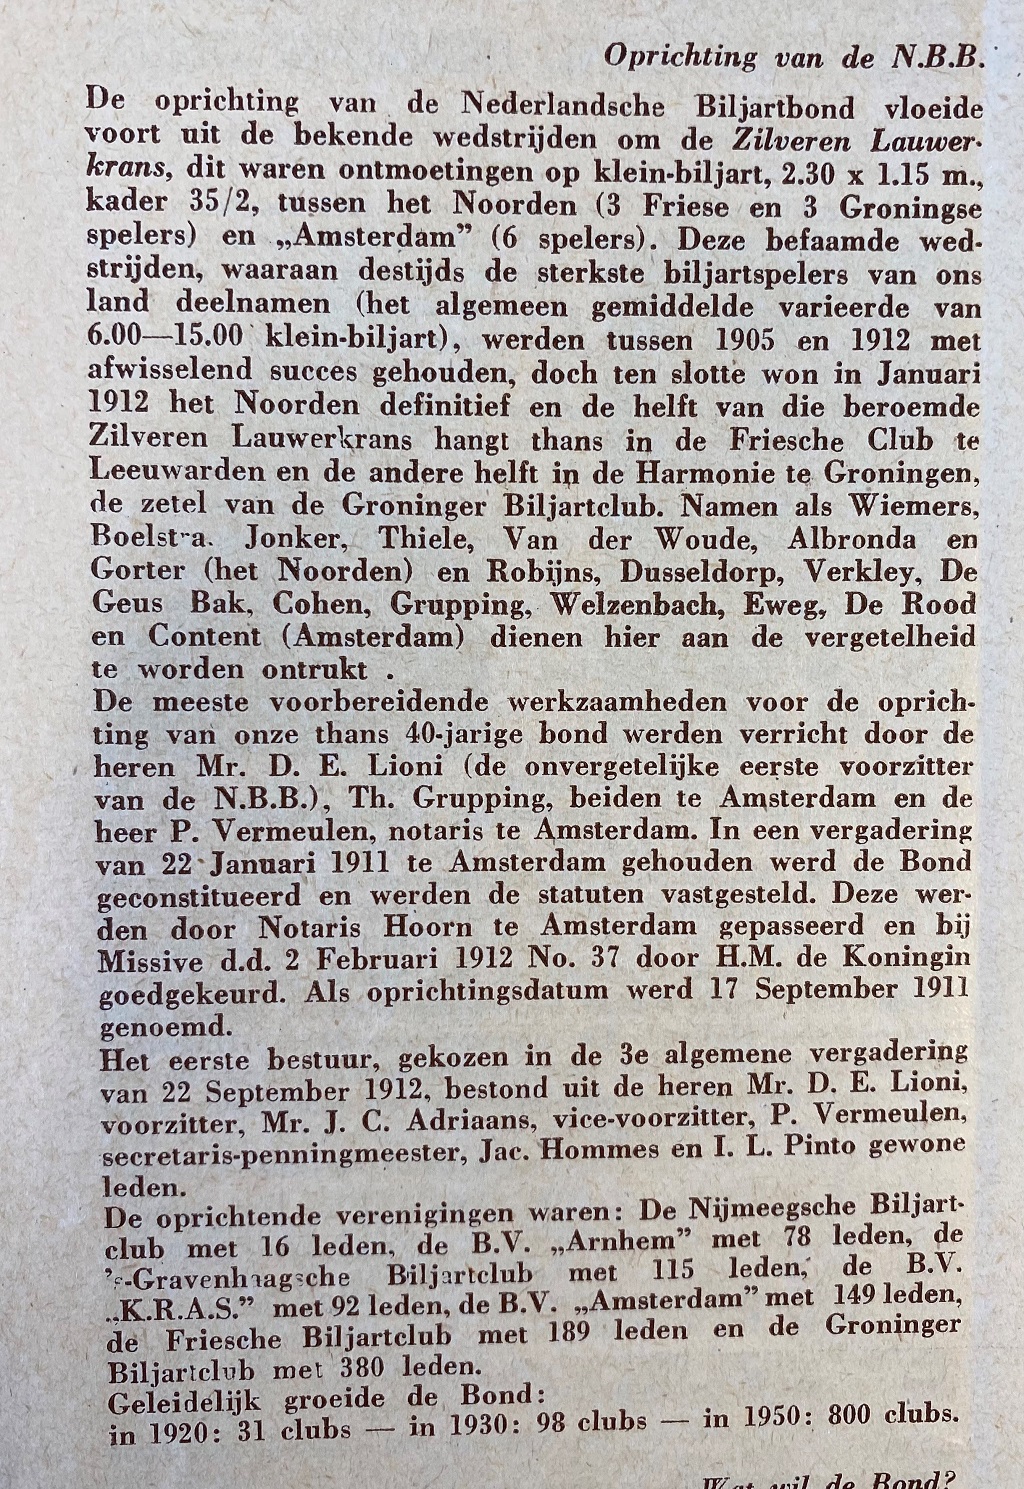 Oprichting van de N.B.B.
De oprichting van de Nederlandsche Biljartbond vloeide
voort uit de bekende wedstrijden om de Zilveren Lauwer-
krans, dit waren ontmoetingen op klein-biljart, 2.30 x 1.15 m.,
kader 35/2, tussen het Noorden (3 Friese en 3 Groningse
spelers) en „Amsterdam” (6 spelers). Deze befaamde wed-
strijden, waaraan destijds de sterkste biljartspelers van ons
land deelnamen (het algemeen gemiddelde varieerde van
6.00—15.00 klein-biljart), werden tussen 1905 en 1912 met
afwisselend succes gehouden, doch ten slotte won in Januari
1912 het Noorden definitief en de helft van die beroemde
Zilveren Lauwerkrans hangt thans in de Friesche Club te
Leeuwarden en de andere helft in de Harmonie te Groningen,
de zetel van de Groninger Biljartclub. Namen als Wiemers,
Boelstra. Jonker, Thiele, Van der Woude, Albronda en
Gorter (het Noorden) en Robijns, Dusseldorp, Verkley, De
Geus Bak, Cohen, Grupping, Welzenbach, Eweg, De Rood
en Content (Amsterdam) dienen hier aan de vergetelheid
te worden ontrukt .
De meeste voorbereidende werkzaamheden voor de oprich-
ting van onze thans 40-jarige bond werden verricht door de
heren Mr. D. E. Lioni (de onvergetelijke eerste voorzitter
van de N.B.B.), Th. Grupping, beiden te Amsterdam en de
heer P. Vermeulen, notaris te Amsterdam. In een vergadering
van 22 Januari 1911 te Amsterdam gehouden werd de Bond
geconstitueerd en werden de statuten vastgesteld. Deze wer-
den door Notaris Hoorn te Amsterdam gepasseerd en bij
Missive d.d. 2 Februari 1912 No. 37 door H.M. de Koningin
goedgekeurd. Als oprichtingsdatum werd 17 September 1911
genoemd.
Het eerste bestuur, gekozen in de 3e algemene vergadering
van 22 September 1912, bestond uit de heren Mr. D. E. Lioni,
voorzitter, Mr. J. C. Adriaans, vice-voorzitter, P. Vermeulen,
secretaris-penningmeester, Jac. Hommes en I. L. Pinto gewone
leden.
De oprichtende verenigingen waren: De Nijmeegsche Biljart-
club met 16 leden, de B.V. „Arnhem” met 78 leden, de
's-Gravenhaagsche Biljartclub met 115 leden, de B.V.
„K.R.A.S.” met 92 leden, de B.V. „Amsterdam” met 149 leden,
de Friesche Biljartclub met 189 leden en de Groninger
Biljartclub met 380 leden.
Geleidelijk groeide de Bond:
in 1920: 31 clubs — in 1930: 98 clubs — in 1950: 800 clubs.
Wat wil de Bond?